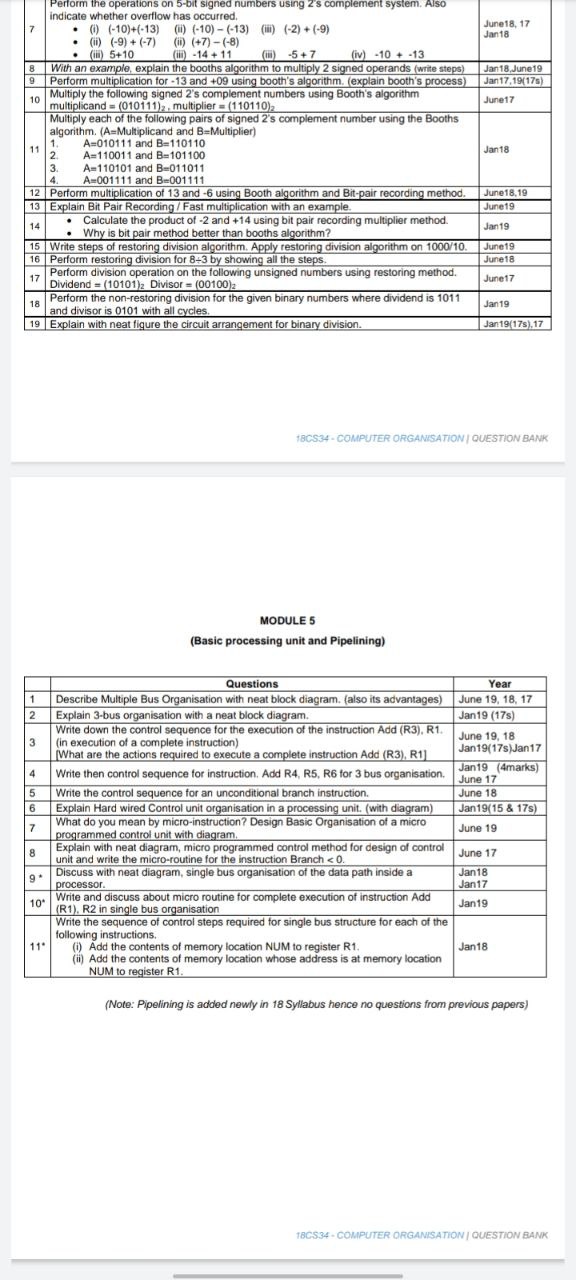 Perform the operations on 5-bit signed numbers using 2's complement system. Also
indicate whether overflow has occurred.
7 • (i) (-10)+(-13) (ii) (-10) – (-13) (iii) (-2) + (-9) June18, 17
• (ii) (-9) + (-7) (ii) (+7) – (-8) Jan18
• (iii) 5+10 (iii) -14 + 11 (iii) -5 + 7 (iv) -10 + -13
8 With an example, explain the booths algorithm to multiply 2 signed operands (write steps) Jan18,June19
9 Perform multiplication for -13 and +09 using booth's algorithm. (explain booth's process) Jan17,19(17s)
10 Multiply the following signed 2's complement numbers using Booth's algorithm June17
multiplicand = (010111)₂, multiplier = (110110)₂
Multiply each of the following pairs of signed 2's complement number using the Booths
algorithm. (A=Multiplicand and B=Multiplier)
11 1. A=010111 and B=110110 Jan18
2. A=110011 and B=101100
3. A=110101 and B=011011
4. A=001111 and B=001111
12 Perform multiplication of 13 and -6 using Booth algorithm and Bit-pair recording method. June18,19
13 Explain Bit Pair Recording / Fast multiplication with an example. June19
14 • Calculate the product of -2 and +14 using bit pair recording multiplier method. Jan19
• Why is bit pair method better than booths algorithm?
15 Write steps of restoring division algorithm. Apply restoring division algorithm on 1000/10. June19
16 Perform restoring division for 8÷3 by showing all the steps. June18
17 Perform division operation on the following unsigned numbers using restoring method. June17
Dividend = (10101)₂ Divisor = (00100)₂
18 Perform the non-restoring division for the given binary numbers where dividend is 1011 Jan19
and divisor is 0101 with all cycles.
19 Explain with neat figure the circuit arrangement for binary division. Jan19(17s),17
18CS34 - COMPUTER ORGANISATION | QUESTION BANK
MODULE 5
(Basic processing unit and Pipelining)
Questions Year
1 Describe Multiple Bus Organisation with neat block diagram. (also its advantages) June 19, 18, 17
2 Explain 3-bus organisation with a neat block diagram. Jan19 (17s)
3 Write down the control sequence for the execution of the instruction Add (R3), R1. June 19, 18
(in execution of a complete instruction) Jan19(17s)Jan17
[What are the actions required to execute a complete instruction Add (R3), R1]
4 Write then control sequence for instruction. Add R4, R5, R6 for 3 bus organisation. Jan19 (4marks)
June 17
5 Write the control sequence for an unconditional branch instruction. June 18
6 Explain Hard wired Control unit organisation in a processing unit. (with diagram) Jan19(15 & 17s)
7 What do you mean by micro-instruction? Design Basic Organisation of a micro June 19
programmed control unit with diagram.
8 Explain with neat diagram, micro programmed control method for design of control June 17
unit and write the micro-routine for the instruction Branch < 0.
9* Discuss with neat diagram, single bus organisation of the data path inside a Jan18
processor. Jan17
10* Write and discuss about micro routine for complete execution of instruction Add Jan19
(R1), R2 in single bus organisation
Write the sequence of control steps required for single bus structure for each of the
following instructions.
11* (i) Add the contents of memory location NUM to register R1. Jan18
(ii) Add the contents of memory location whose address is at memory location
NUM to register R1.
(Note: Pipelining is added newly in 18 Syllabus hence no questions from previous papers)
18CS34 - COMPUTER ORGANISATION | QUESTION BANK